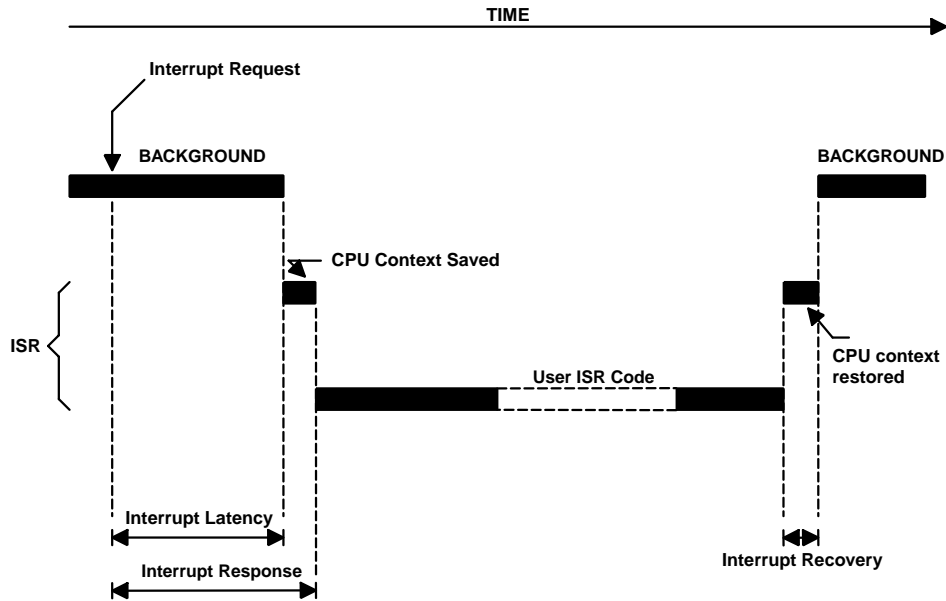 TIME
Interrupt Request
BACKGROUND
BACKGROUND
CPU Context Saved
ISR
CPU context
restored
User ISR Code
Interrupt Latency
Interrupt Recovery
Interrupt Response